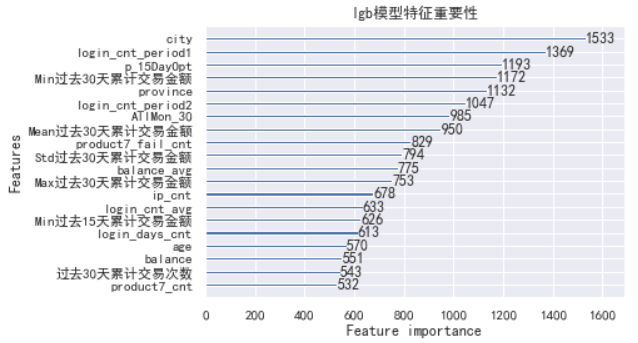 lgb模型特征重要性
city 1533
login_cnt_period1 1369
p_15DayOpt 1193
Min过去30天累计交易金额 1172
province 1132
login_cnt_period2 1047
AllMon_30 985
Mean过去30天累计交易金额 950
product7_fail_cnt 829
Std过去30天累计交易金额 794
balance_avg 775
Max过去30天累计交易金额 753
ip_cnt 678
login_cnt_avg 633
Min过去15天累计交易金额 626
login_days_cnt 613
age 570
balance 551
过去30天累计交易次数 543
product7_cnt 532
Features
0 200 400 600 800 1000 1200 1400 1600
Feature importance